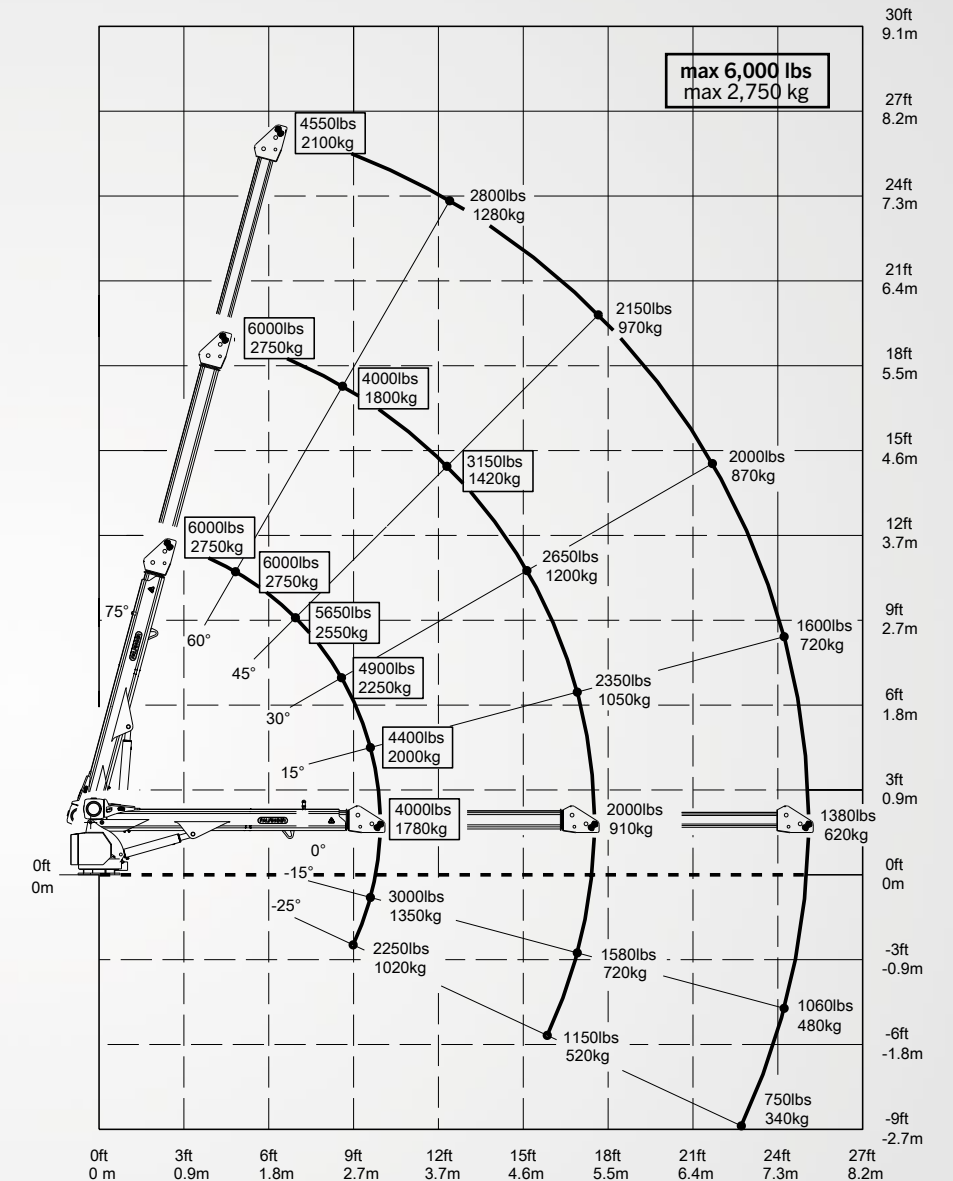 30ft
9.1m
max 6,000 lbs
max 2,750 kg
27ft
8.2m
4550lbs
2100kg
24ft
7.3m
2800lbs
1280kg
21ft
6.4m
2150lbs
970kg
6000lbs
2750kg
18ft
5.5m
4000lbs
1800kg
15ft
4.6m
3150lbs
1420kg
2000lbs
870kg
12ft
3.7m
6000lbs
2750kg
6000lbs
2750kg
2650lbs
1200kg
75°
60°
5650lbs
2550kg
9ft
2.7m
1600lbs
720kg
45°
4900lbs
2250kg
2350lbs
1050kg
6ft
1.8m
30°
4400lbs
2000kg
15°
3ft
0.9m
PALFINGER
4000lbs
1780kg
2000lbs
910kg
1380lbs
620kg
0°
0ft
0m
0ft
0m
-15°
3000lbs
1350kg
-25°
2250lbs
1020kg
1580lbs
720kg
-3ft
-0.9m
1060lbs
480kg
1150lbs
520kg
-6ft
-1.8m
750lbs
340kg
-9ft
-2.7m
0ft 3ft 6ft 9ft 12ft 15ft 18ft 21ft 24ft 27ft
0 m 0.9m 1.8m 2.7m 3.7m 4.6m 5.5m 6.4m 7.3m 8.2m